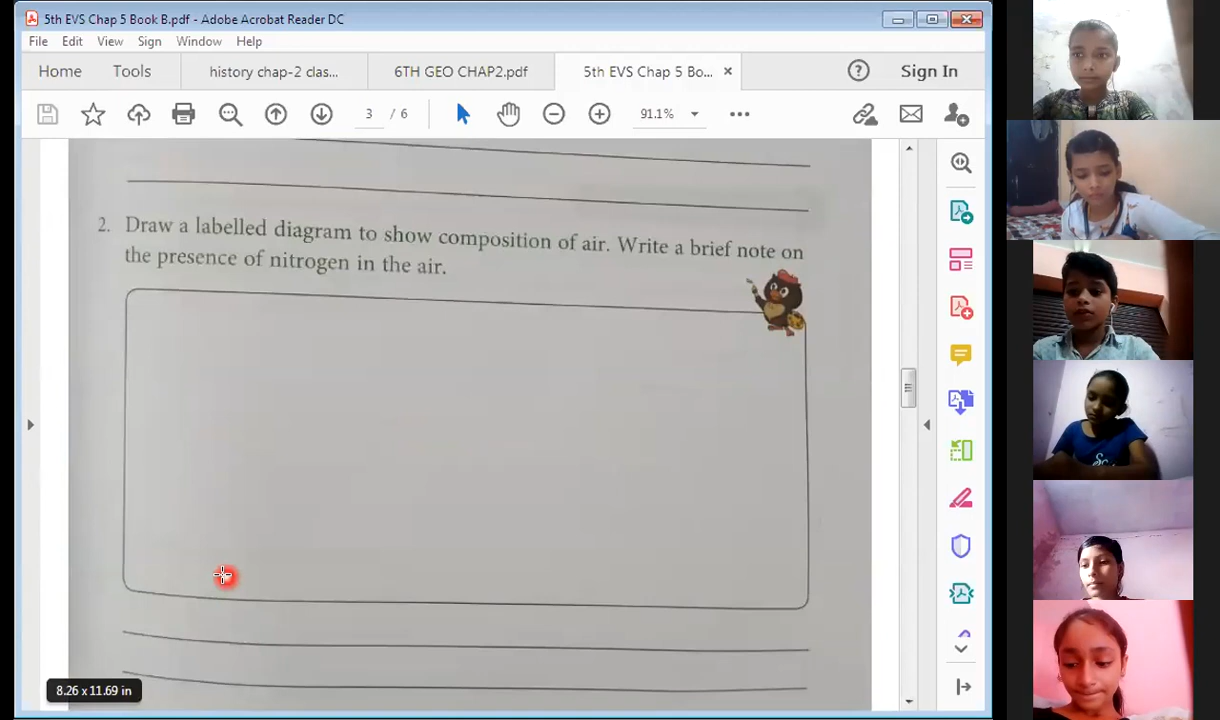 5th EVS Chap 5 Book B.pdf - Adobe Acrobat Reader DC
File Edit View Sign Window Help
Home Tools history chap-2 clas... 6TH GEO CHAP2.pdf 5th EVS Chap 5 Bo... × Sign In
3 / 6 91.1%
2. Draw a labelled diagram to show composition of air. Write a brief note on
the presence of nitrogen in the air.
8.26 x 11.69 in